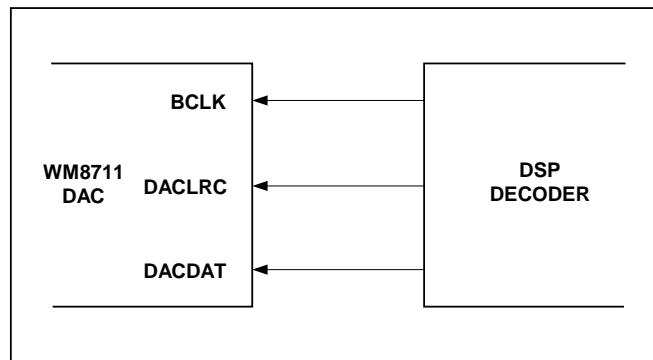 BCLK
WM8711
DAC
DACLRC
DACDAT
DSP
DECODER